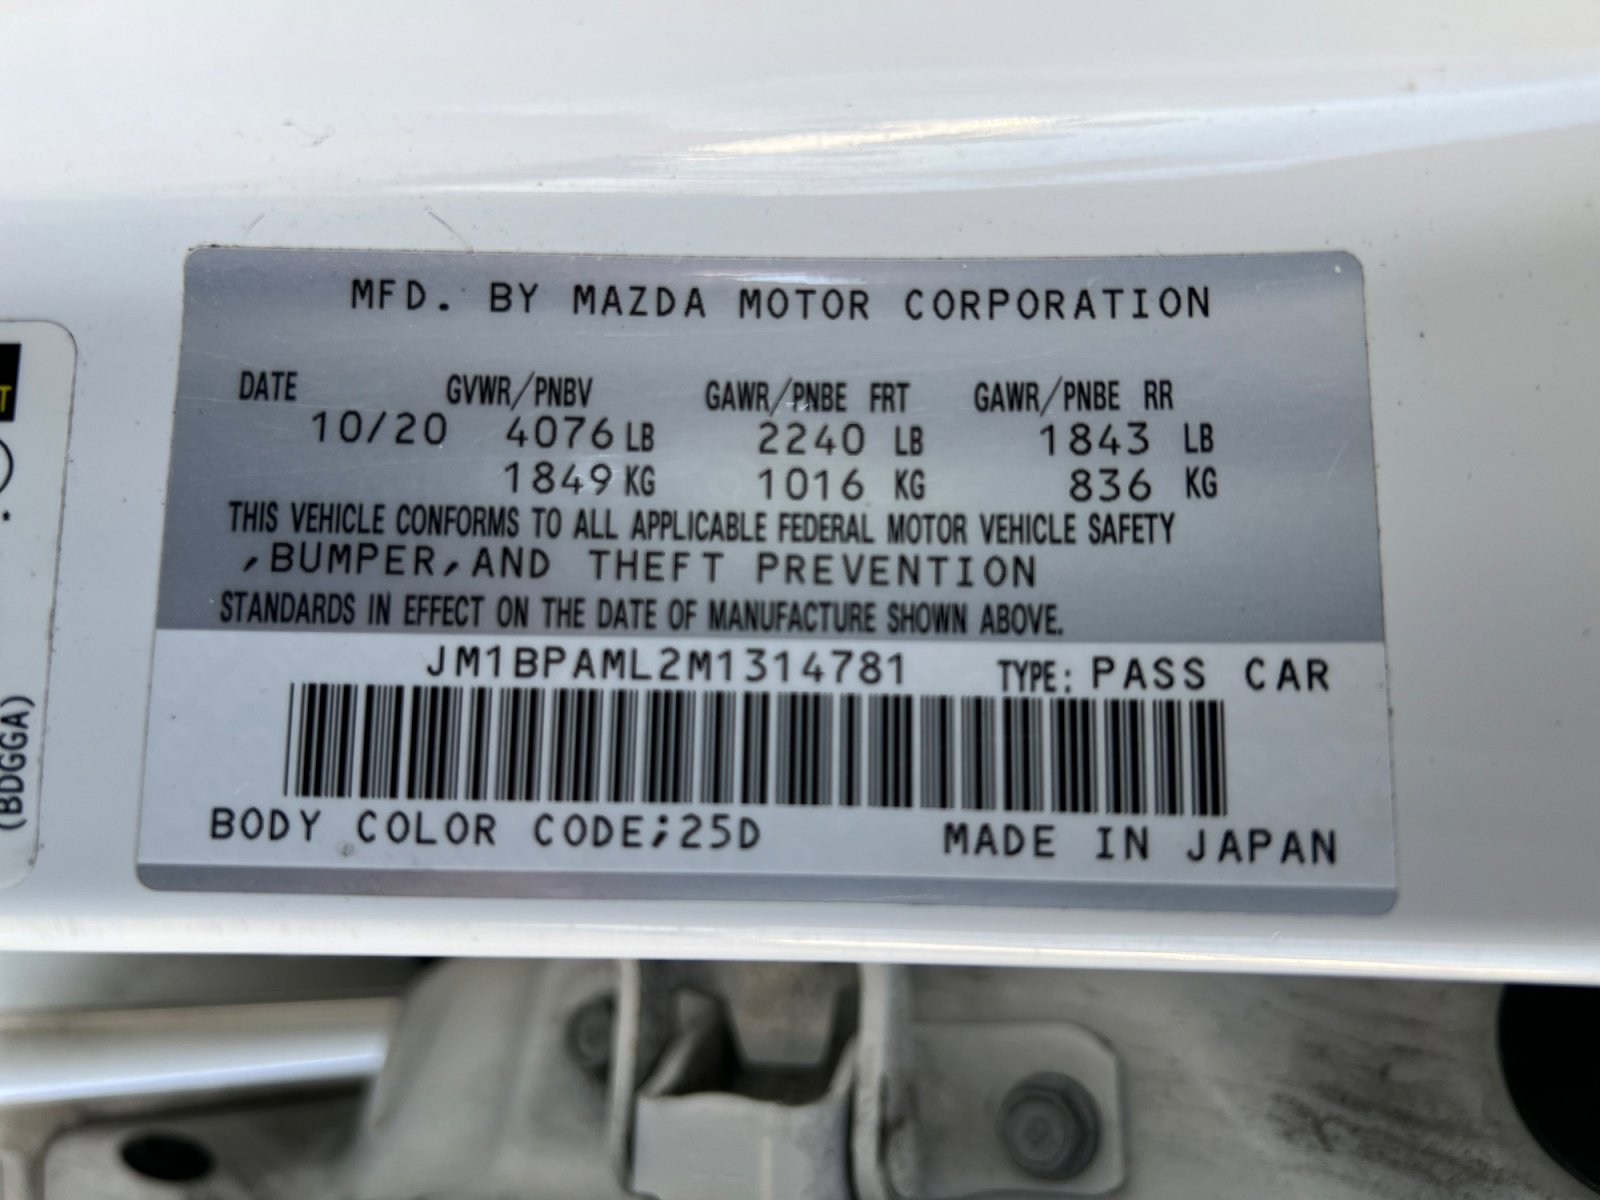 MFD. BY MAZDA MOTOR CORPORATION
DATE GVWR/PNBV GAWR/PNBE FRT GAWR/PNBE RR
10/20 4076 LB 2240 LB 1843 LB
1849 KG 1016 KG 836 KG
THIS VEHICLE CONFORMS TO ALL APPLICABLE FEDERAL MOTOR VEHICLE SAFETY
,BUMPER,AND THEFT PREVENTION
STANDARDS IN EFFECT ON THE DATE OF MANUFACTURE SHOWN ABOVE.
JM1BPAML2M1314781 TYPE: PASS CAR
BODY COLOR CODE;25D MADE IN JAPAN
(BDGGA)